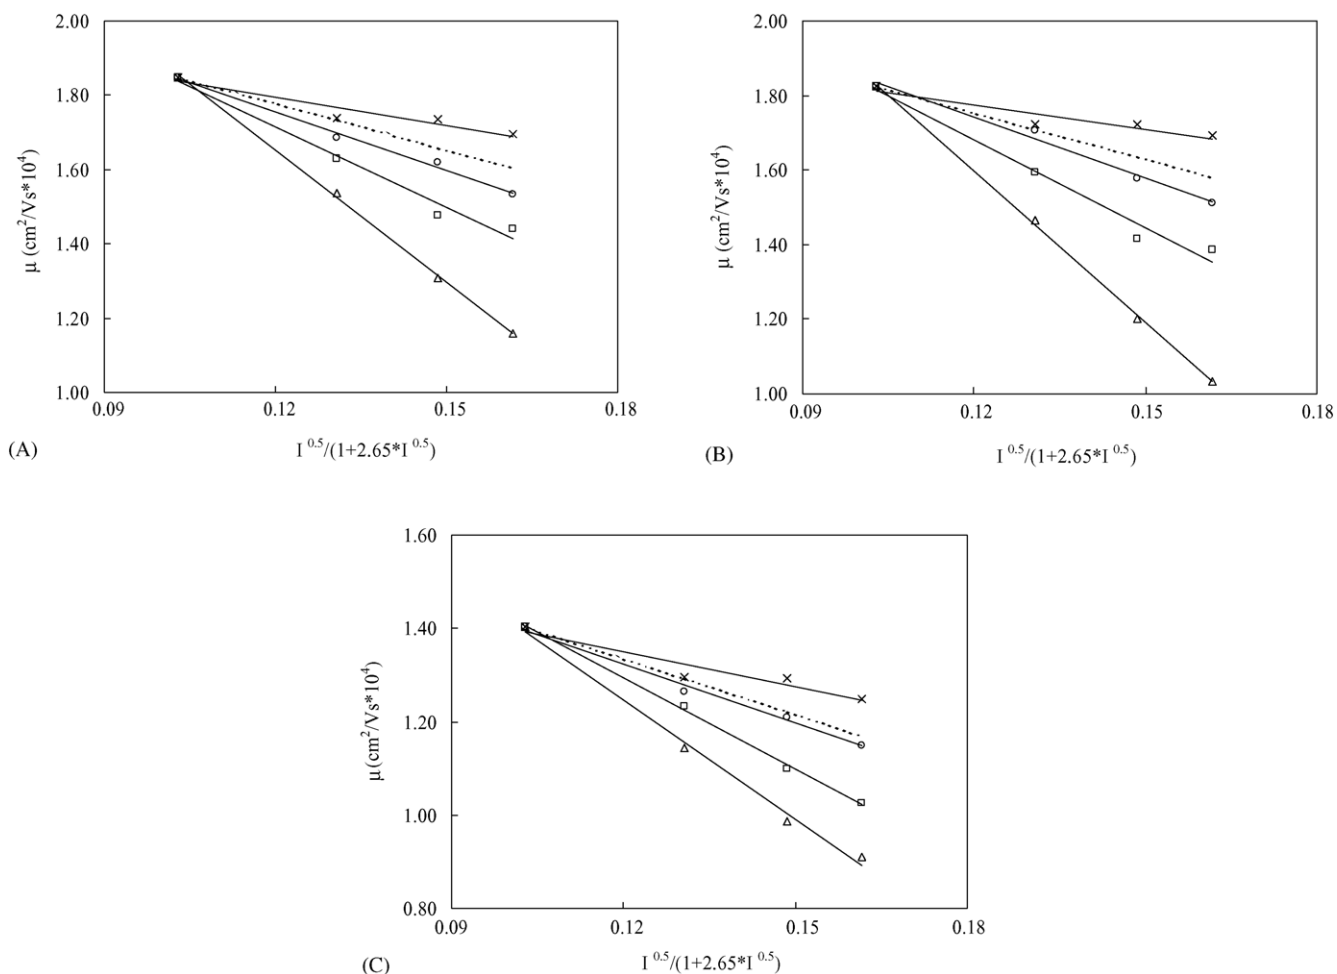 2.00
1.80
1.60
1.40
1.20
1.00
0.09 0.12 0.15 0.18
μ (cm²/Vs*10⁴)
I ⁰·⁵/(1+2.65*I ⁰·⁵)
(A)
2.00
1.80
1.60
1.40
1.20
1.00
0.09 0.12 0.15 0.18
μ (cm²/Vs*10⁴)
I ⁰·⁵/(1+2.65*I ⁰·⁵)
(B)
1.60
1.40
1.20
1.00
0.80
0.09 0.12 0.15 0.18
μ(cm²/Vs*10⁴)
I ⁰·⁵/(1+2.65*I ⁰·⁵)
(C)